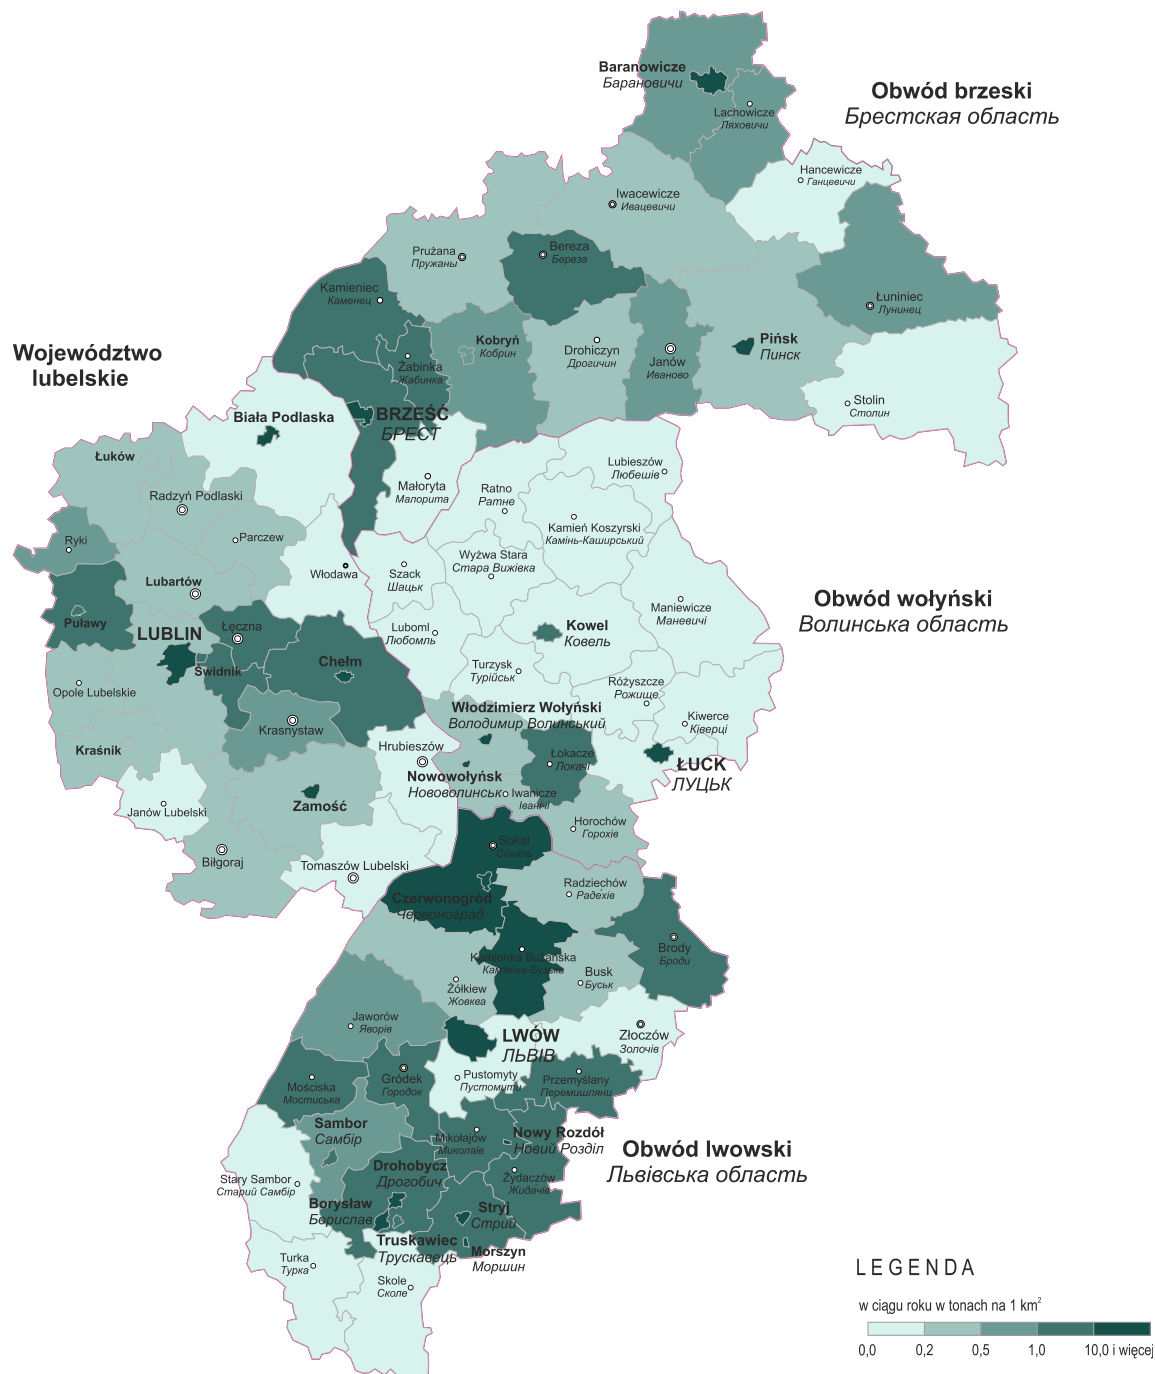 Baranowicze
Барановичи
Obwód brzeski
Брестская область
Lachowicze
Ляховичи
Hancewicze
Ганцевичи
Iwacewicze
Ивацевичи
Prużana
Пружаны
Bereza
Береза
Kamieniec
Каменец
Łuniniec
Лунинец
Kobryń
Кобрин
Pińsk
Пинск
Drohiczyn
Дрогичин
Janów
Иваново
Żabinka
Жабинка
Województwo
lubelskie
Stolin
Столин
BRZEŚĆ
БРЕСТ
Biała Podlaska
Łuków
Lubieszów
Любешів
Małoryta
Малорита
Ratno
Ратне
Radzyń Podlaski
Kamień Koszyrski
Камінь-Каширський
Ryki
Parczew
Wyżwa Stara
Стара Вижівка
Włodawa
Szack
Шацьк
Lubartów
Obwód wołyński
Волинська область
Maniewicze
Маневичі
Puławy
LUBLIN
Łęczna
Luboml
Любомль
Kowel
Ковель
Chełm
Świdnik
Turzysk
Турійськ
Opole Lubelskie
Różyszcze
Рожище
Włodzimierz Wołyński
Володимир Волинський
Kiwerce
Ківерці
Krasnystaw
Kraśnik
Hrubieszów
Łokacze
Локачі
ŁUCK
ЛУЦЬК
Nowowołyńsk
Нововолинськ
Iwanicze
Іваничі
Zamość
Janów Lubelski
Horochów
Горохів
Sokal
Сокаль
Biłgoraj
Tomaszów Lubelski
Radziechów
Радехів
Czerwonogród
Червоноград
Brody
Броди
Kamionka Buzańska
Кам'янка-Бузька
Busk
Буськ
Żółkiew
Жовква
Jaworów
Яворів
LWÓW
ЛЬВІВ
Złoczów
Золочів
Pustomyty
Пустомити
Przemyślany
Перемишляни
Gródek
Городок
Mościska
Мостиська
Sambor
Самбір
Mikołajów
Миколаїв
Nowy Rozdół
Новий Розділ
Obwód lwowski
Львівська область
Drohobycz
Дрогобич
Stary Sambor
Старий Самбір
Żydaczów
Жидачів
Borysław
Борислав
Stryj
Стрий
Truskawiec
Трускавець
Morszyn
Моршин
Turka
Турка
Skole
Сколе
LEGENDA
w ciągu roku w tonach na 1 km²
0,0 0,2 0,5 1,0 10,0 i więcej